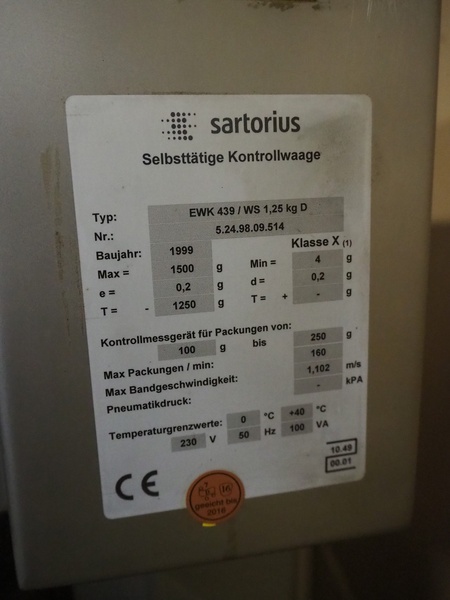 sartorius
Selbsttätige Kontrollwaage
Typ: EWK 439 / WS 1,25 kg D
Nr.: 5.24.98.09.514
Baujahr: 1999 Klasse X (1)
Max = 1500 g Min = 4 g
e = 0,2 g d = 0,2 g
T = - 1250 g T = + - g
Kontrollmessgerät für Packungen von:
100 g bis 250 g
Max Packungen / min: 160
Max Bandgeschwindigkeit: 1,102 m/s
Pneumatikdruck: - kPA
Temperaturgrenzwerte: 0 °C +40 °C
230 V 50 Hz 100 VA
10.49
00.01
CE
16
geeicht bis
2016